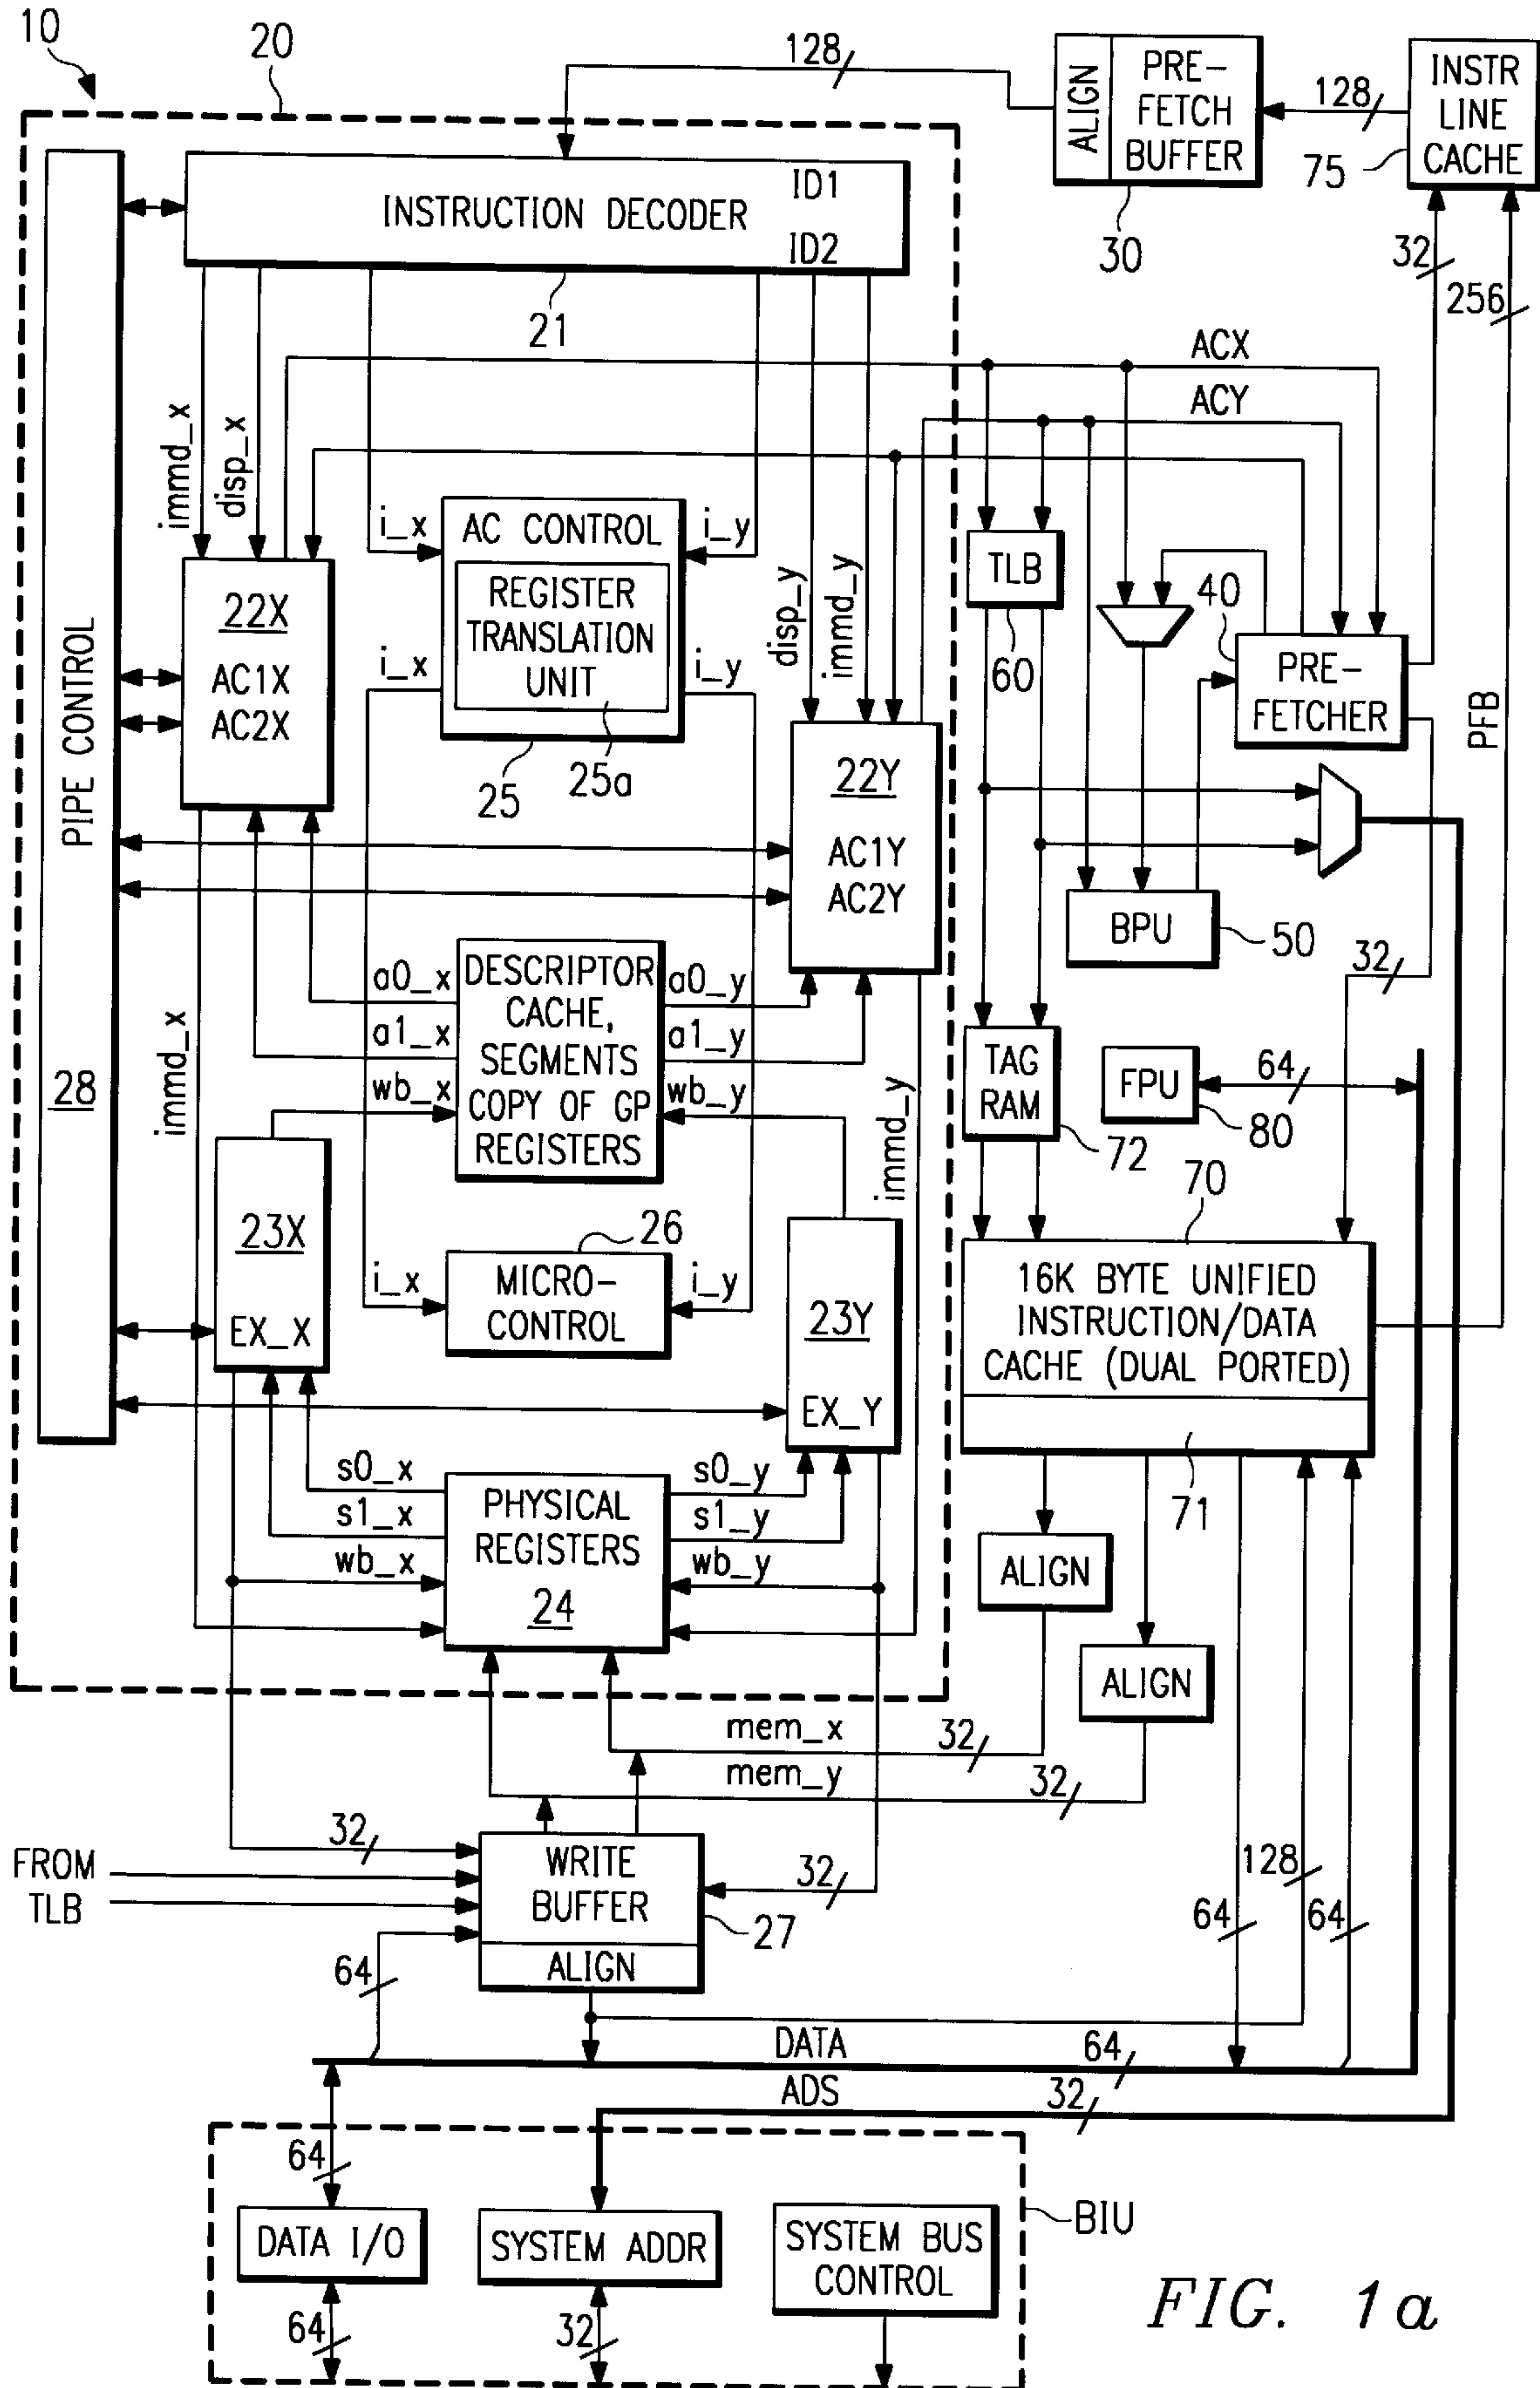 10
20
128
ALIGN
PRE-
FETCH
BUFFER
30
128
INSTR
LINE
CACHE
75
32
256
INSTRUCTION DECODER
ID1
ID2
21
ACX
ACY
immd_x
disp_x
i_x
AC CONTROL
i_y
REGISTER
TRANSLATION
UNIT
i_x
i_y
25
25a
disp_y
immd_y
TLB
60
40
PRE-
FETCHER
PFB
PIPE CONTROL
28
22X
AC1X
AC2X
22Y
AC1Y
AC2Y
BPU
50
32
immd_x
a0_x
a1_x
wb_x
DESCRIPTOR
CACHE,
SEGMENTS
COPY OF GP
REGISTERS
a0_y
a1_y
wb_y
immd_y
TAG
RAM
72
FPU
80
64
70
23X
EX_X
26
i_x
MICRO-
CONTROL
i_y
23Y
EX_Y
16K BYTE UNIFIED
INSTRUCTION/DATA
CACHE (DUAL PORTED)
71
s0_x
s1_x
wb_x
PHYSICAL
REGISTERS
24
s0_y
s1_y
wb_y
ALIGN
ALIGN
mem_x
32
mem_y
32
32
FROM
TLB
WRITE
BUFFER
ALIGN
27
32
64
128
64
64
DATA
64
ADS
32
64
DATA I/O
64
SYSTEM ADDR
32
SYSTEM BUS
CONTROL
BIU
FIG. 1a